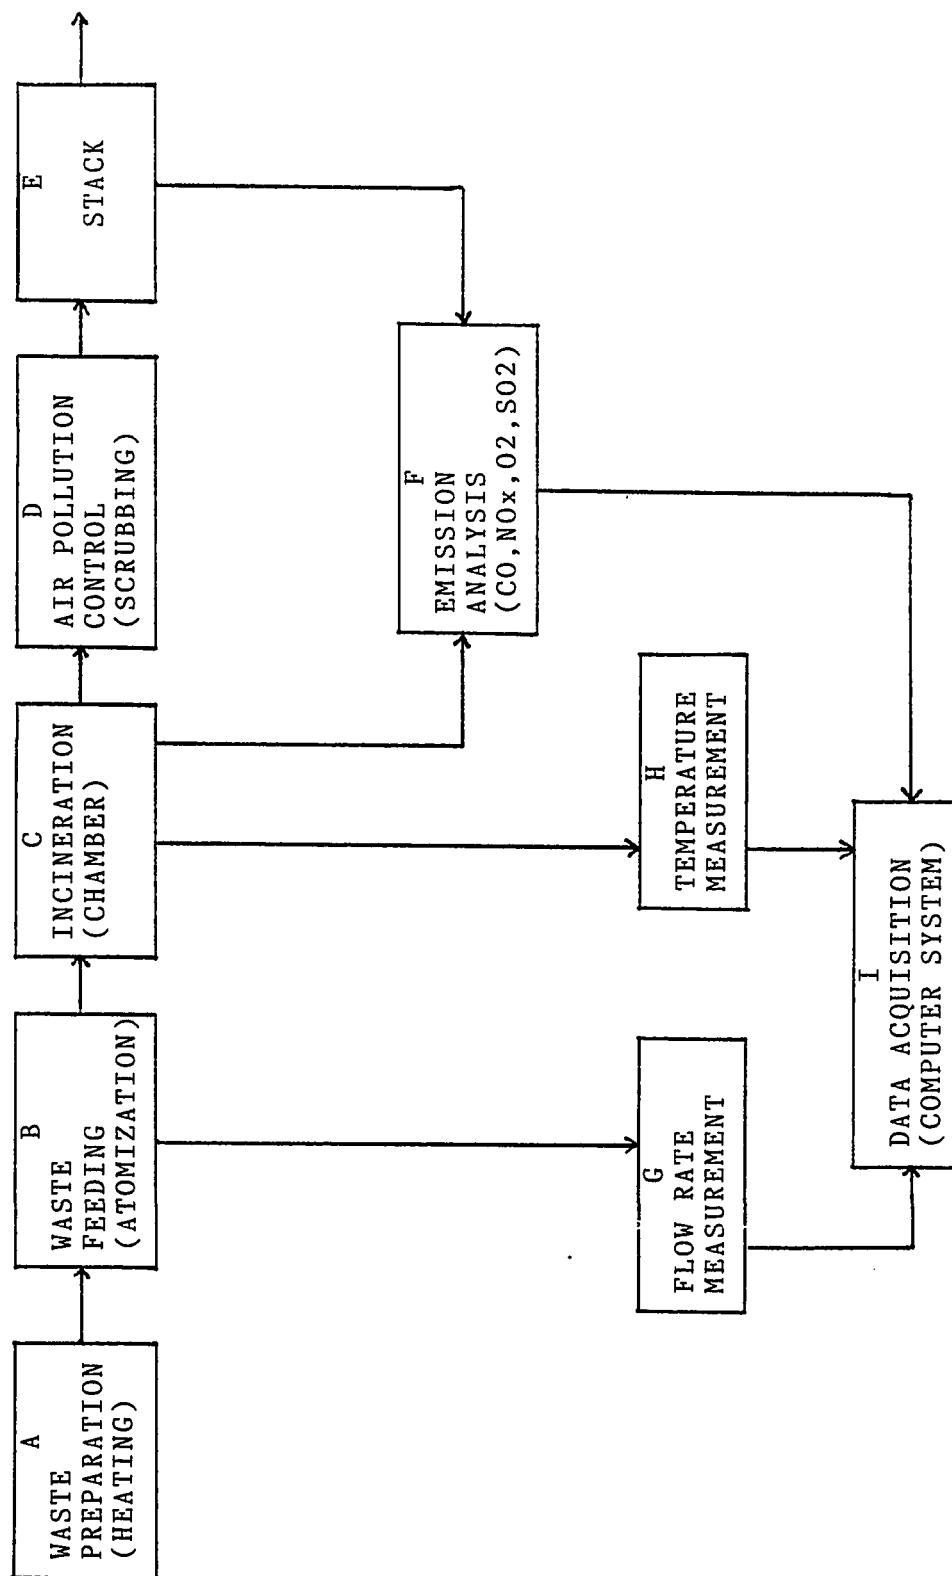 A
WASTE
PREPARATION
(HEATING)
B
WASTE
FEEDING
(ATOMIZATION)
C
INCINERATION
(CHAMBER)
D
AIR POLLUTION
CONTROL
(SCRUBBING)
E
STACK
F
EMISSION
ANALYSIS
(CO,NOx,O2,SO2)
G
FLOW RATE
MEASUREMENT
H
TEMPERATURE
MEASUREMENT
I
DATA ACQUISITION
(COMPUTER SYSTEM)